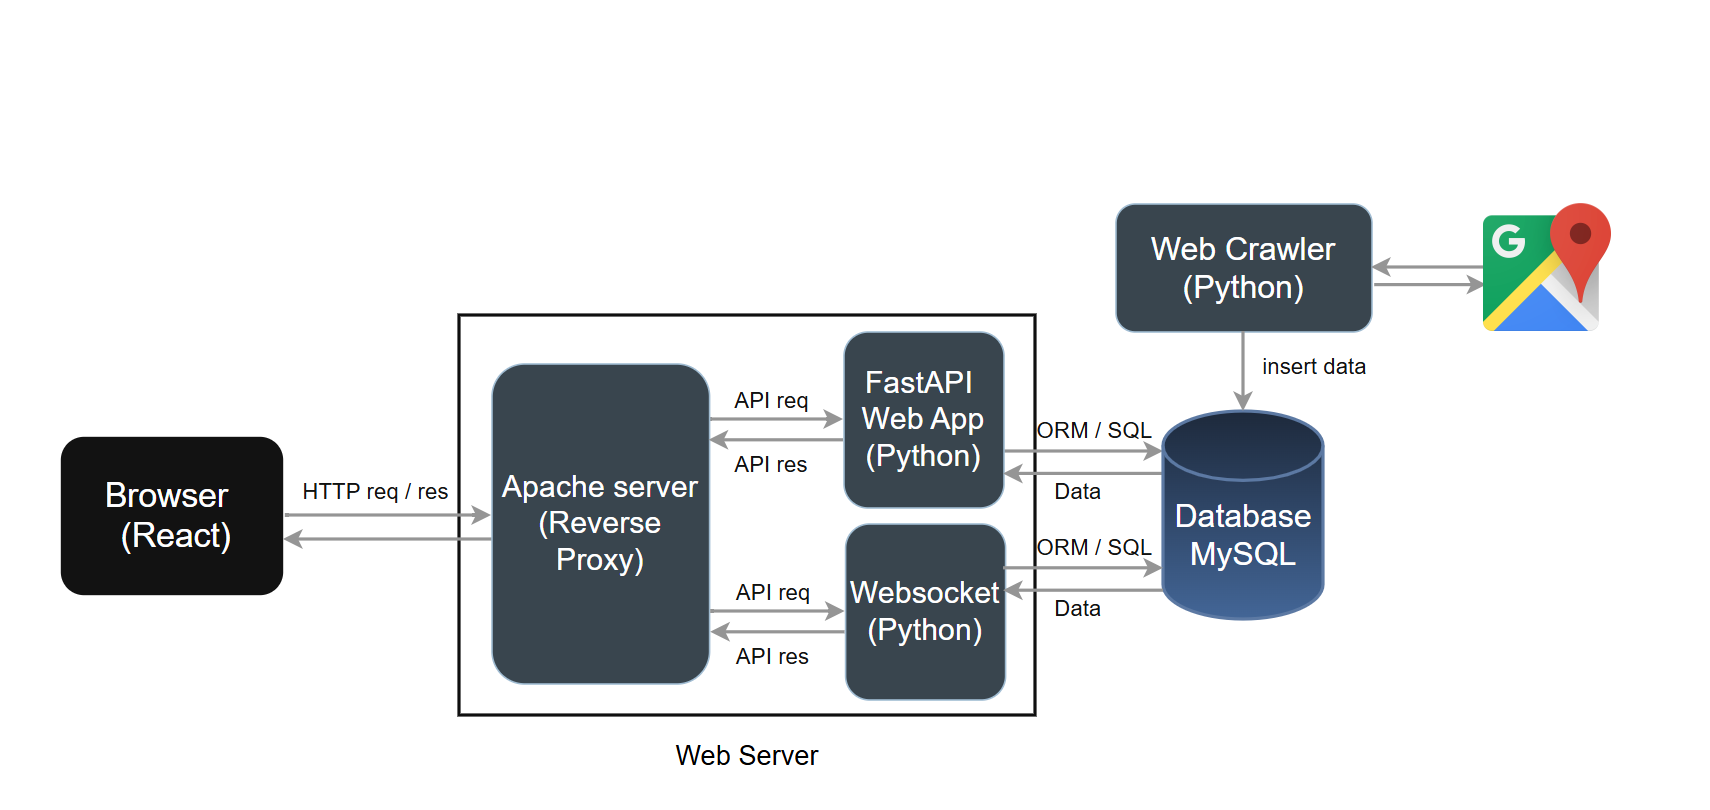 Web Crawler
(Python)
G
insert data
FastAPI
Web App
(Python)
API req
API res
ORM / SQL
Data
Browser
(React)
HTTP req / res
Apache server
(Reverse
Proxy)
Database
MySQL
ORM / SQL
Data
API req
API res
Websocket
(Python)
Web Server